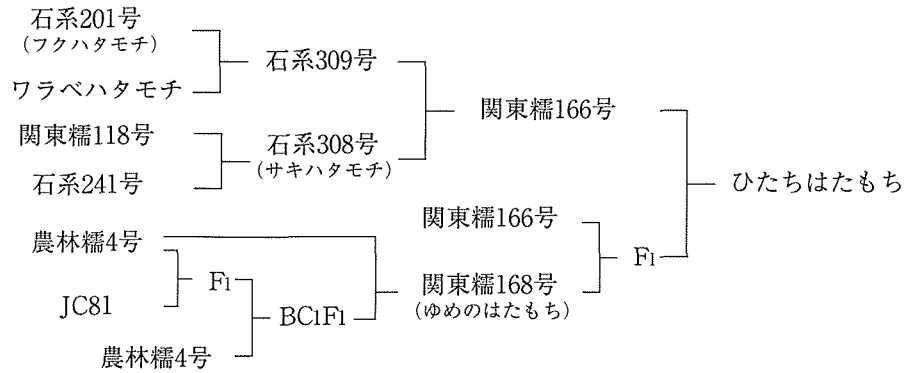 石系201号
(フクハタモチ)
ワラベハタモチ
石系309号
関東糯118号
石系241号
石系308号
(サキハタモチ)
関東糯166号
ひたちはたもち
農林糯4号
JC81
F1
農林糯4号
BC1F1
関東糯166号
関東糯168号
(ゆめのはたもち)
F1